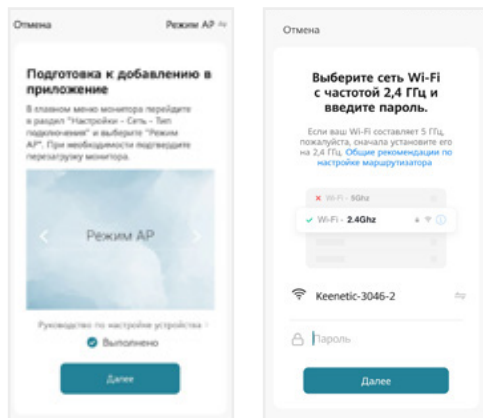 Отмена
Режим AP
Подготовка к добавлению в
приложение
В главном меню монитора перейдите
в раздел "Настройки - Сеть - Тип
подключения" и выберите "Режим
AP". При необходимости подтвердите
перезагрузку монитора.
Режим AP
Руководство по настройке устройства
Выполнено
Далее
Отмена
Выберите сеть Wi-Fi
с частотой 2,4 ГГц и
введите пароль.
Если ваш Wi-Fi составляет 5 ГГц,
пожалуйста, сначала установите его
на 2,4 ГГц. Общие рекомендации по
настройке маршрутизатора
Wi-Fi - 5Ghz
Wi-Fi - 2.4Ghz
Keenetic-3046-2
Пароль
Далее